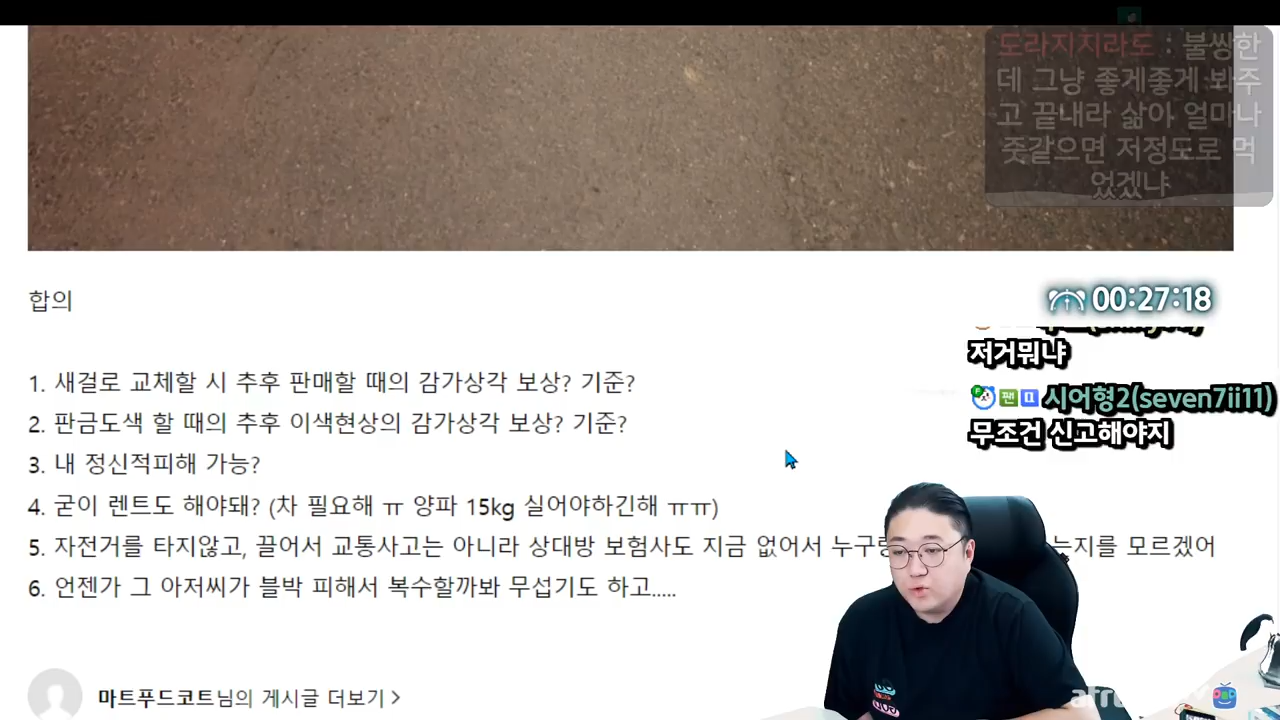 도라지지라도 : 불쌍한
데 그냥 좋게좋게 봐주
고 끝내라 삶아 얼마나
줏같으면 저정도로 먹
었겠냐
합의
00:27:18
저거뭐냐
1. 새걸로 교체할 시 추후 판매할 때의 감가상각 보상? 기준?
팬 시어형2(seven7ii11)
무조건 신고해야지
2. 판금도색 할 때의 추후 이색현상의 감가상각 보상? 기준?
3. 내 정신적피해 가능?
4. 굳이 렌트도 해야돼? (차 필요해 ㅠ 양파 15kg 실어야하긴해 ㅠㅠ)
5. 자전거를 타지않고, 끌어서 교통사고는 아니라 상대방 보험사도 지금 없어서 는지를 모르겠어
6. 언젠가 그 아저씨가 블박 피해서 복수할까봐 무섭기도 하고.....
마트푸드코트님의 게시글 더보기 >